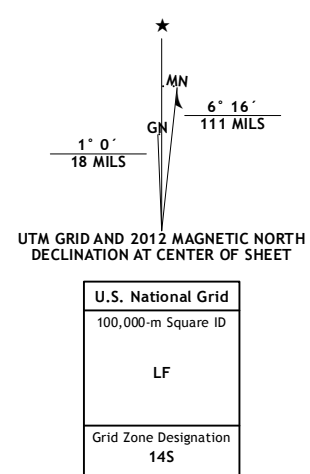 ★
MN
GN
6° 16´
111 MILS
1° 0´
18 MILS
UTM GRID AND 2012 MAGNETIC NORTH
DECLINATION AT CENTER OF SHEET
U.S. National Grid
100,000-m Square ID
LF
Grid Zone Designation
14S